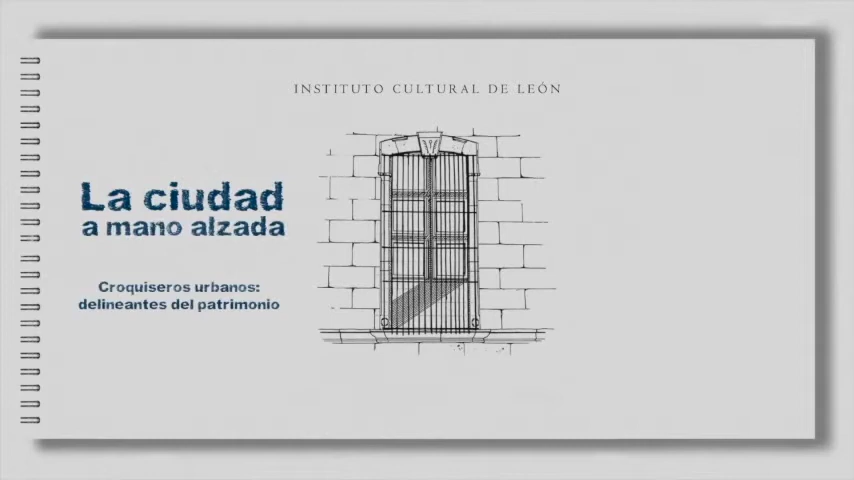 INSTITUTO CULTURAL DE LEÓN
La ciudad
a mano alzada
Croquiseros urbanos:
delineantes del patrimonio